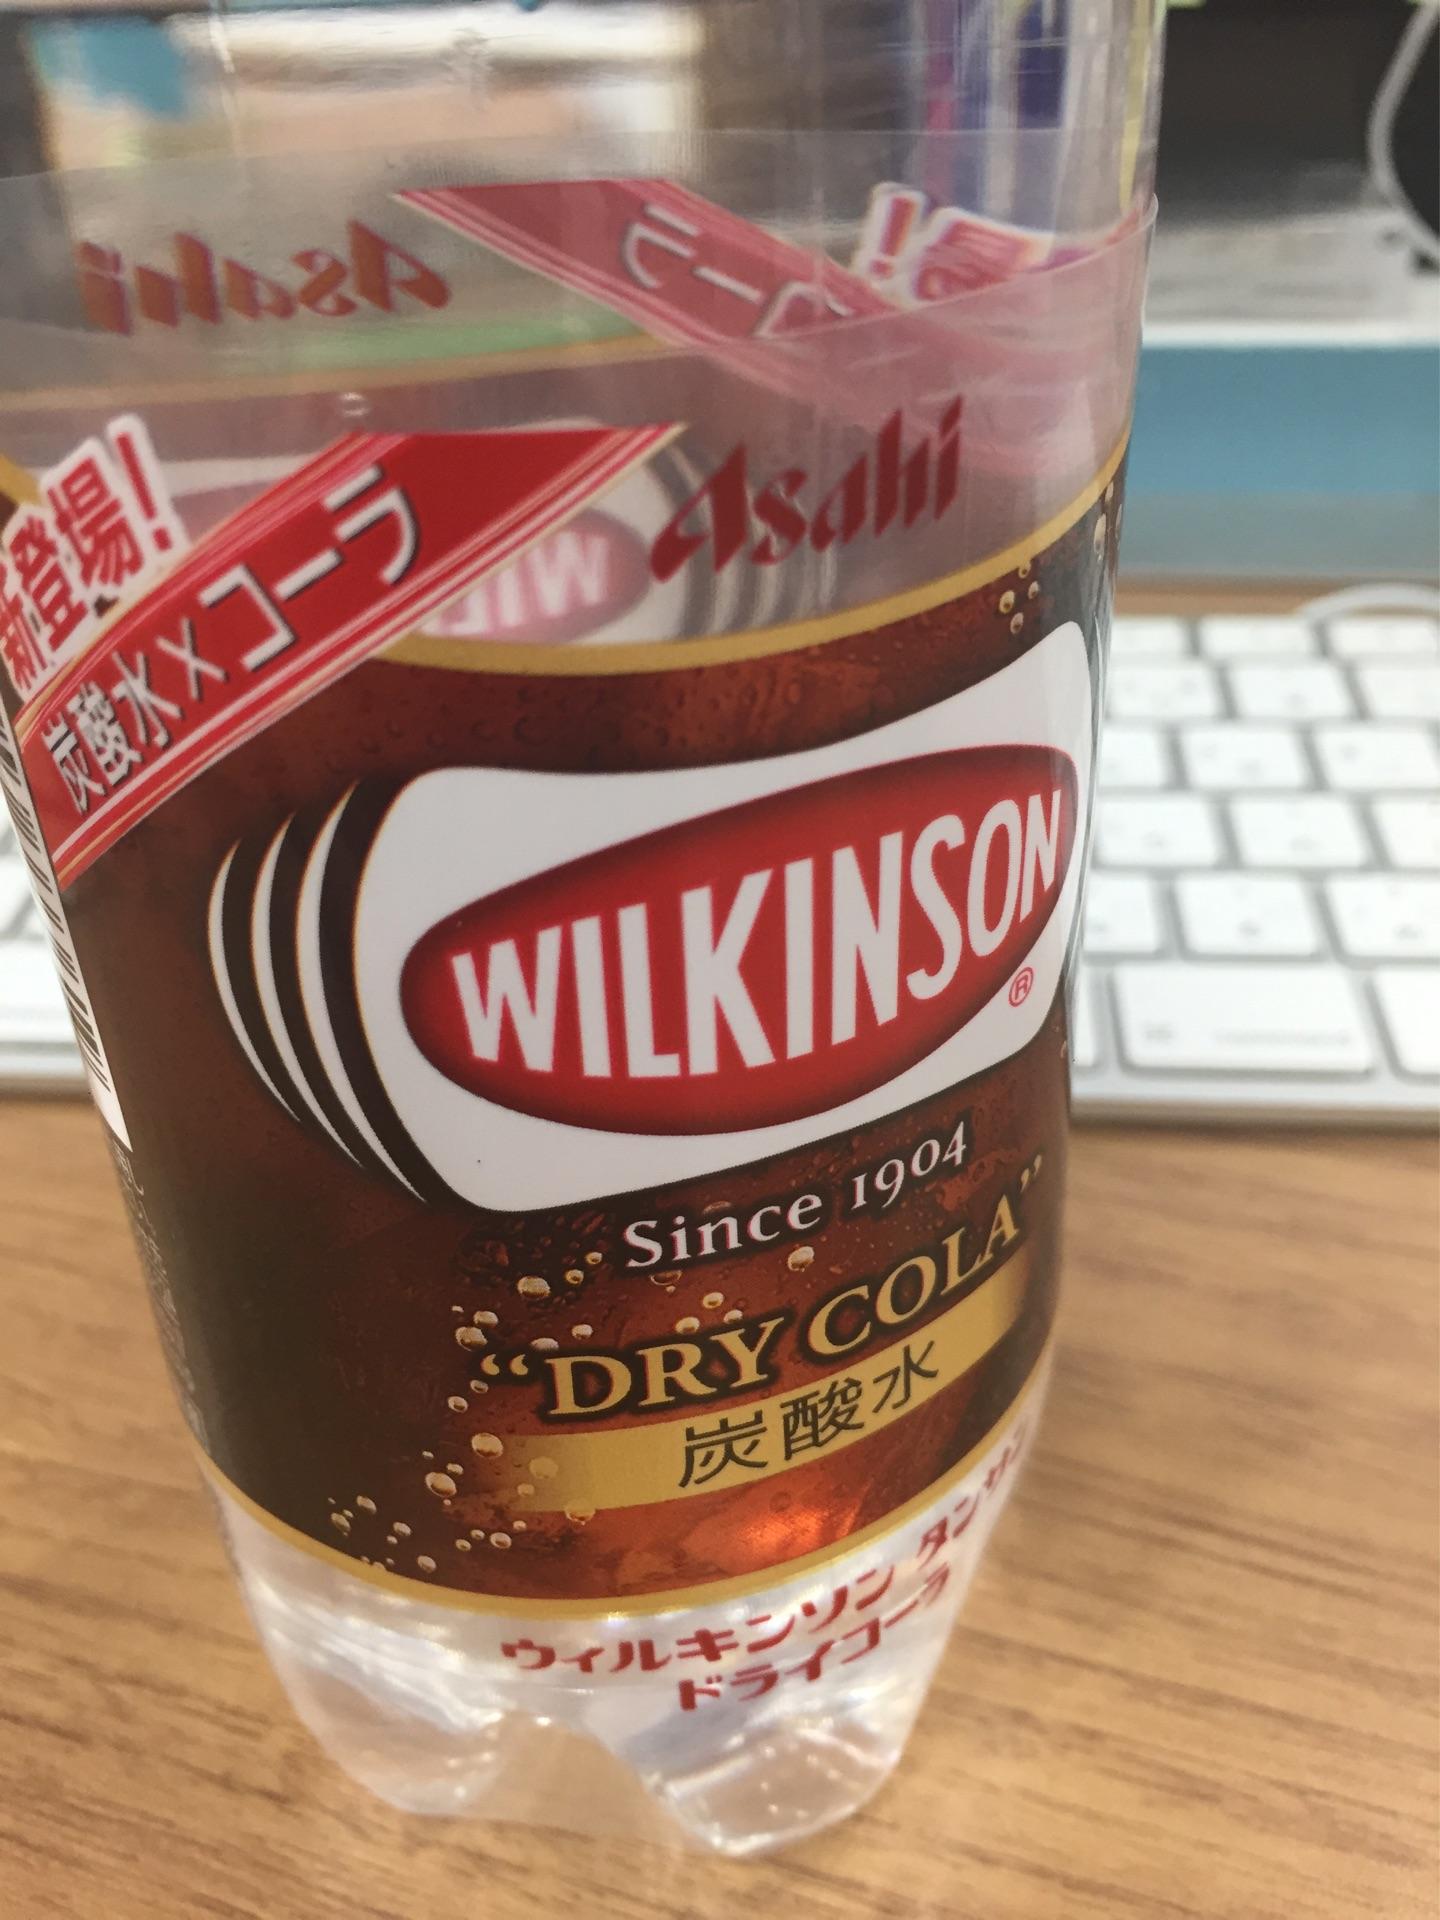 新登場!
炭酸水×コーラ
Asahi
WILKINSON
®
Since 1904
“DRY COLA”
炭酸水
ウィルキンソン タンサン
ドライコーラ